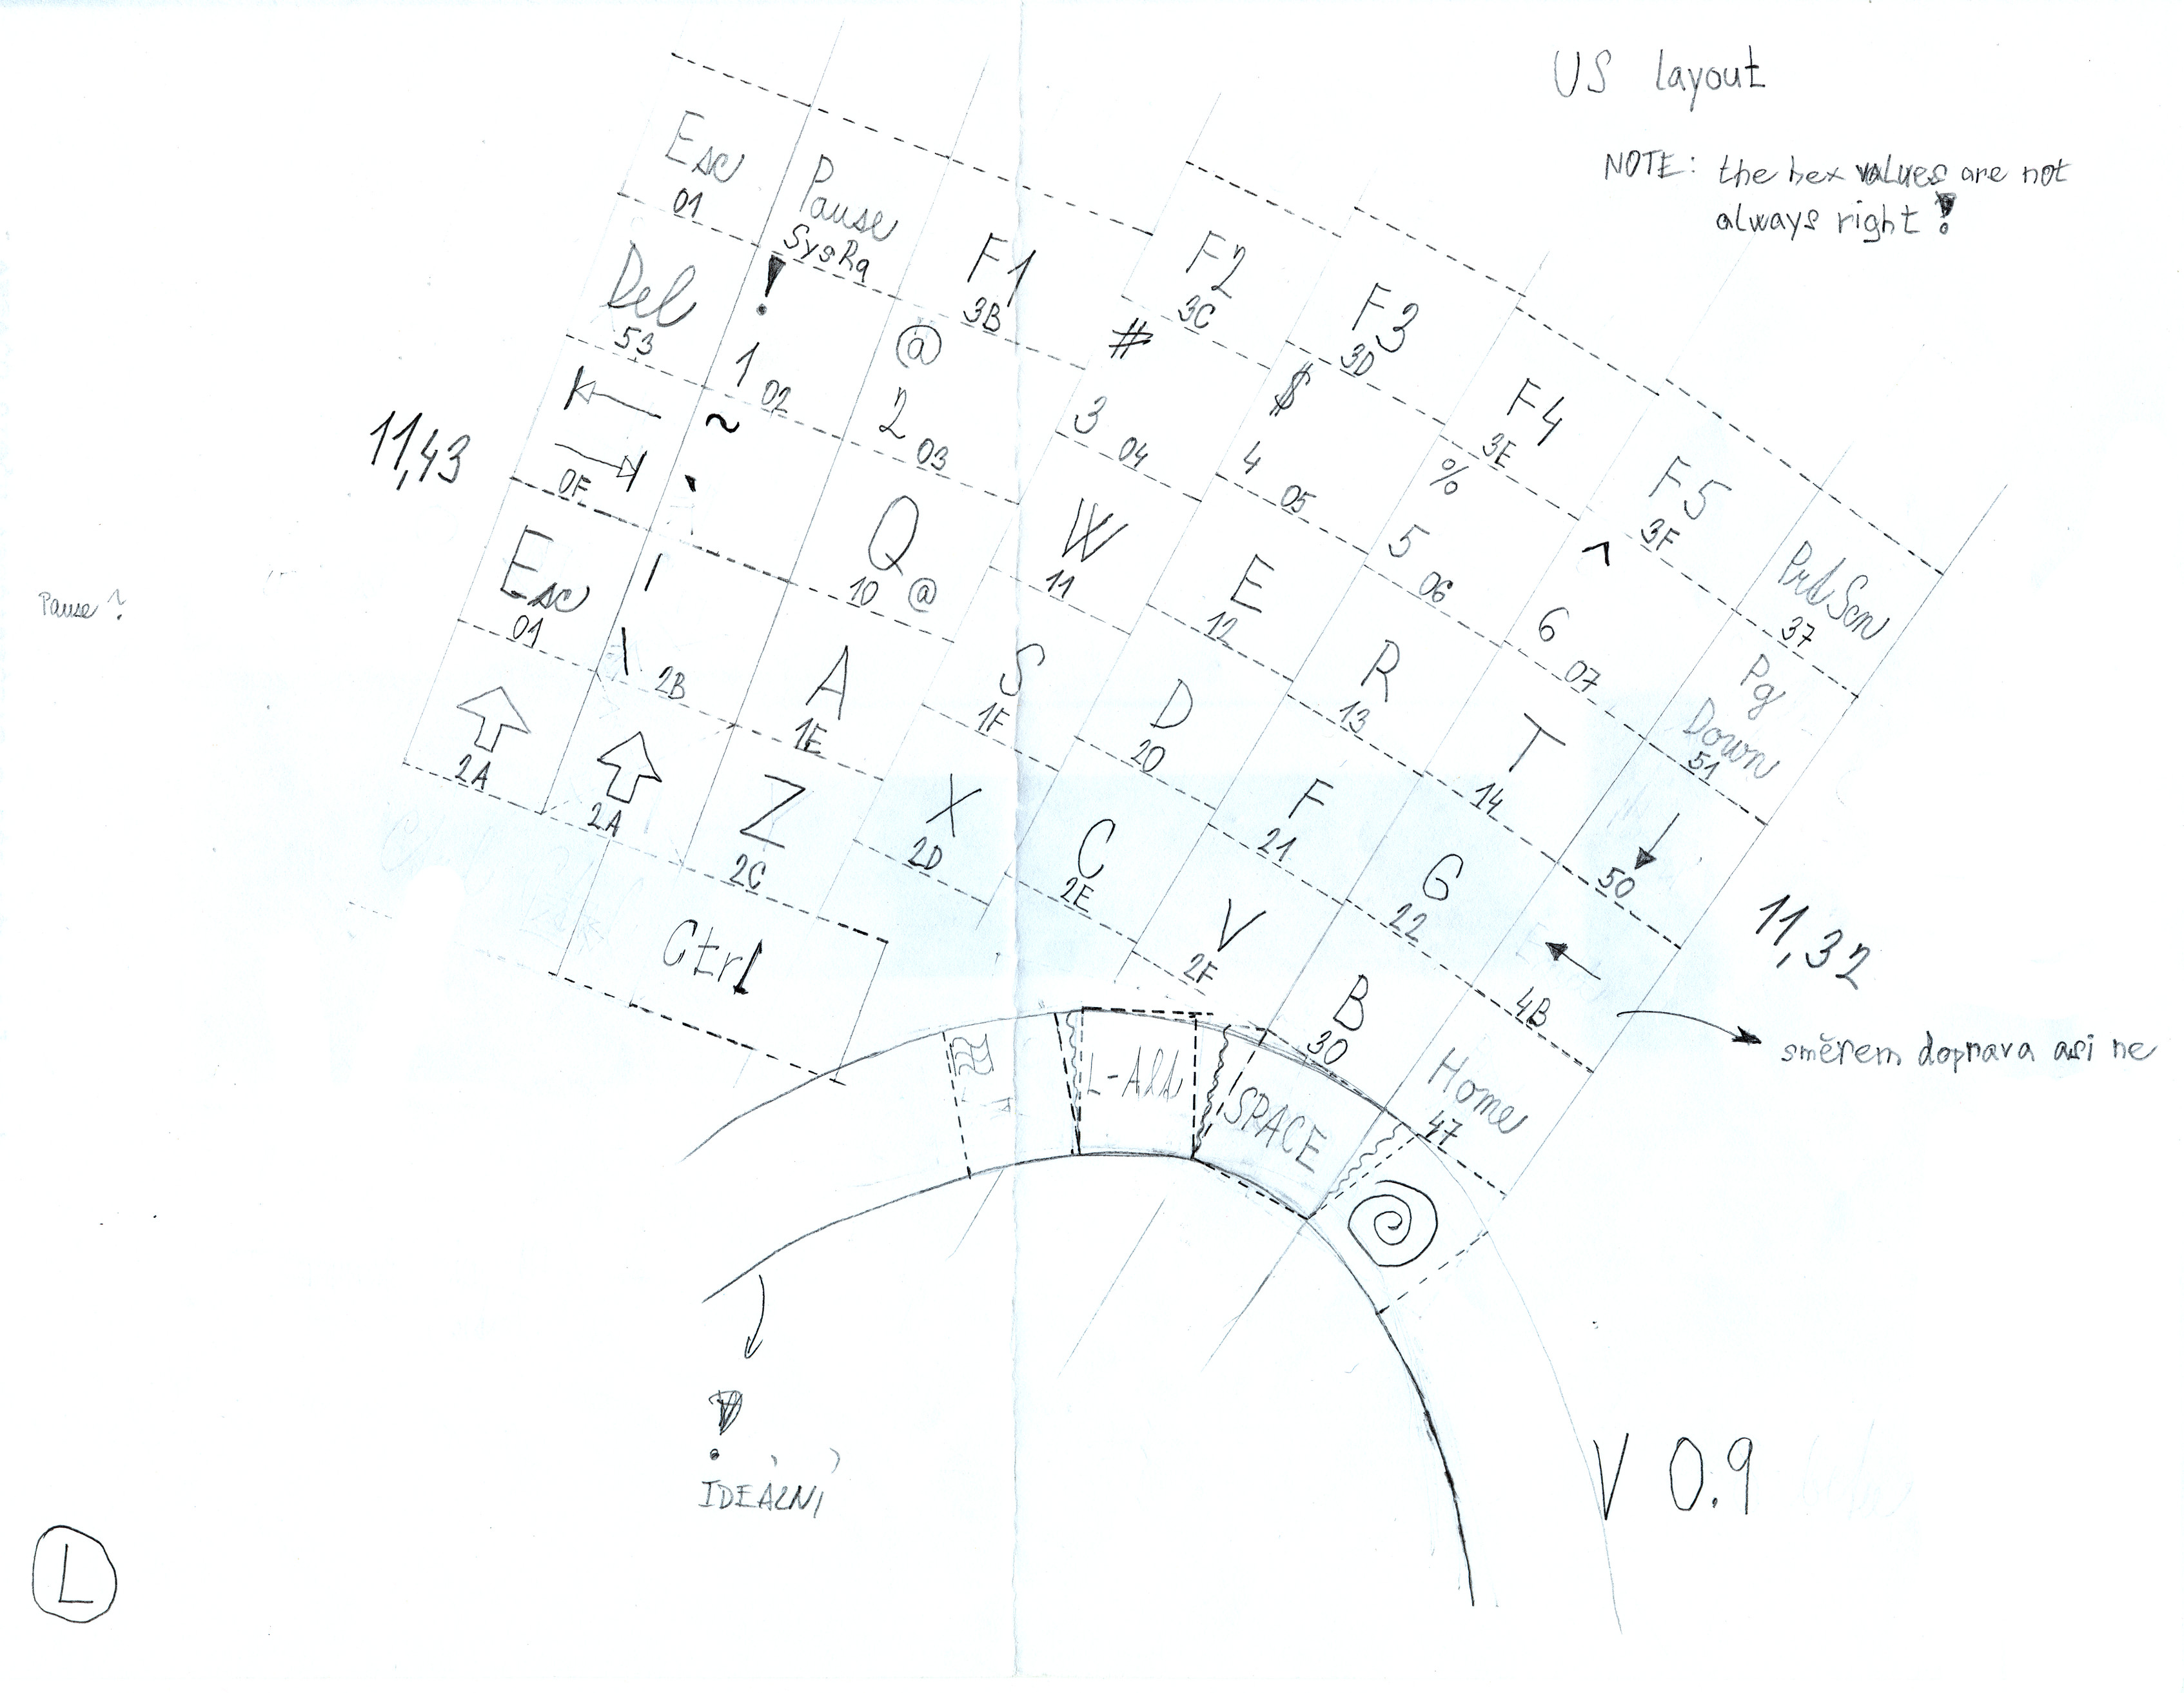 US layout
NOTE: the hex values are not
always right!
Esc
01
Pause
SysRq
F1
3B
F2
3C
F3
3D
F4
3E
F5
3F
PrtScn
37
Del
53
!
1 02
@
2 03
#
3 04
$
4 05
%
5 06
^
6 07
Pg
Down
51
11,43
0F
~
`
Q
10 @
W
11
E
12
R
13
T
14
50
Pause?
Esc
01
|
\ 2B
A
1E
S
1F
D
20
F
21
G
22
4B
11,32
směrem doprava asi ne
2A
2A
Z
2C
X
2D
C
2E
V
2F
B
30
Home
47
Ctrl
L-Alt
SPACE
!
IDEÁLNÍ
V 0.9
L